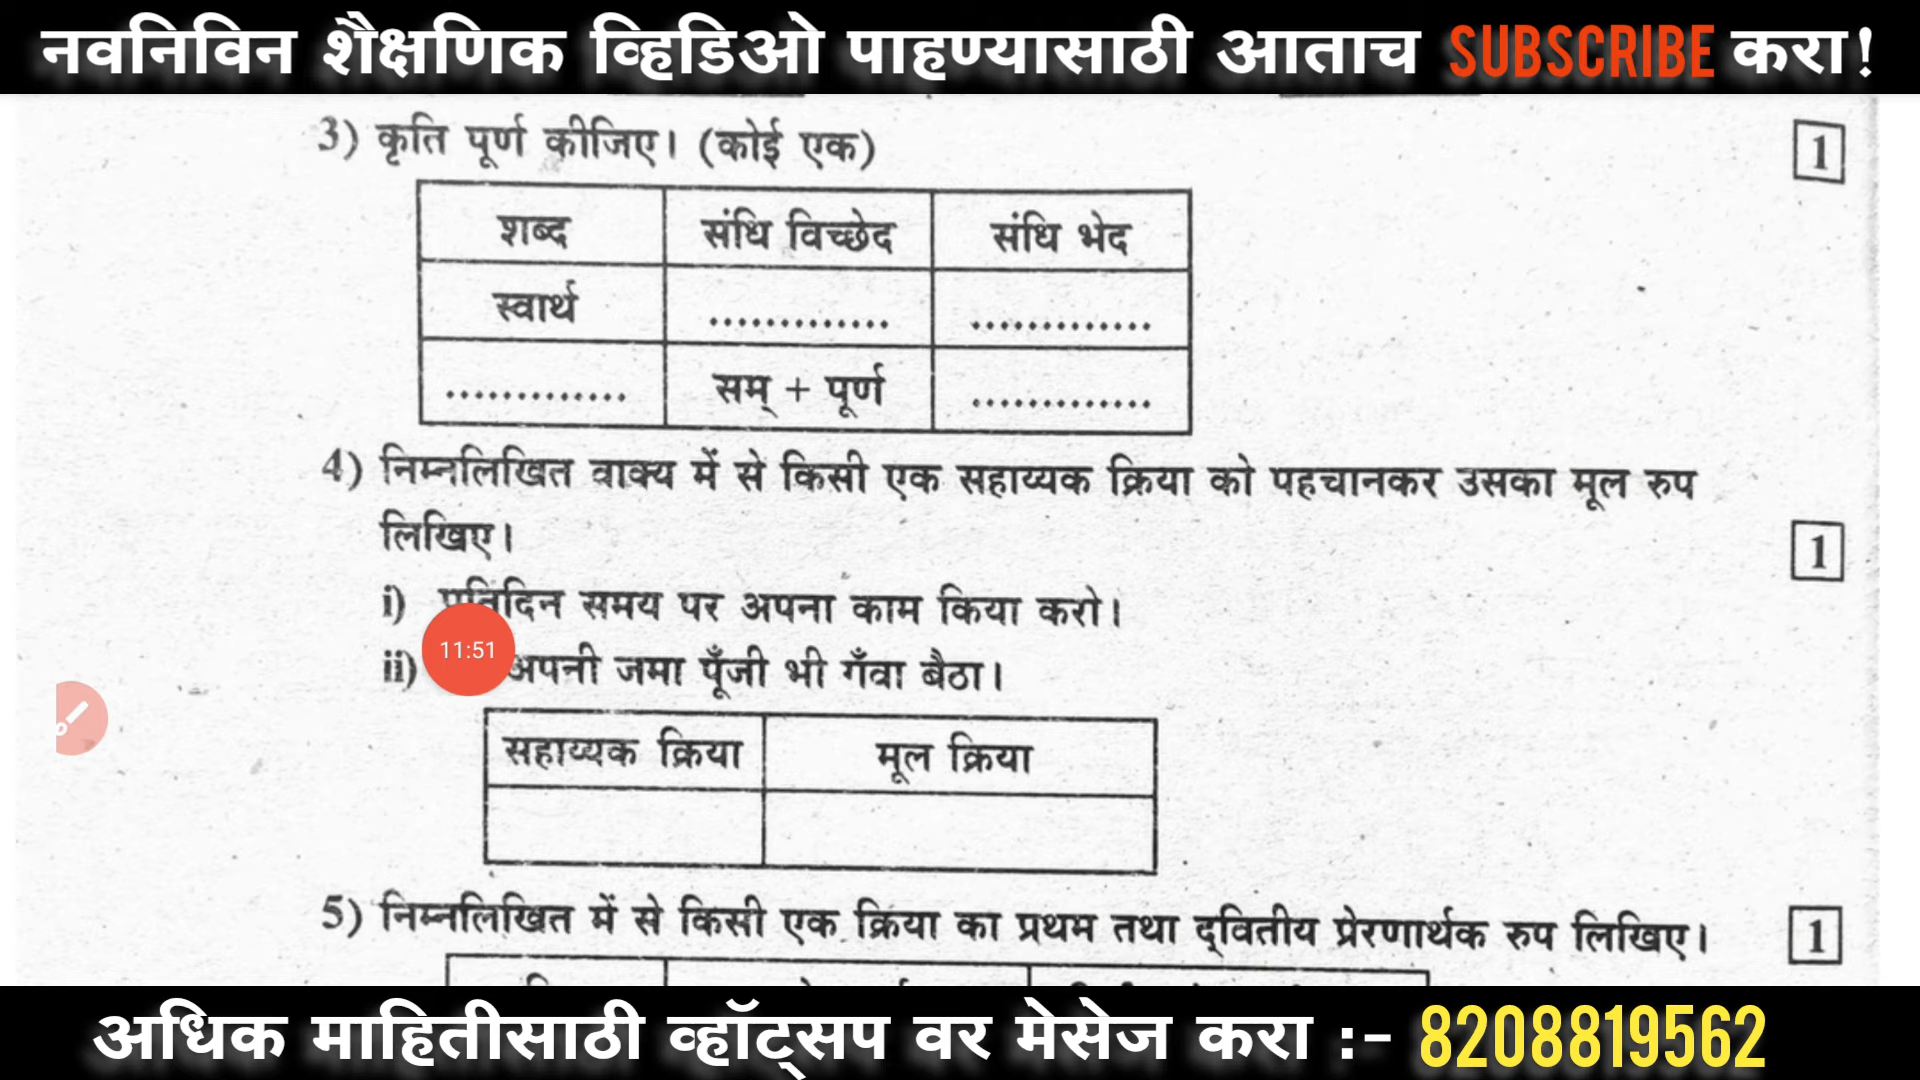 नवनिविन शैक्षणिक व्हिडिओ पाहण्यासाठी आताच SUBSCRIBE करा!
3) कृति पूर्ण कीजिए। (कोई एक) 1
शब्द संधि विच्छेद संधि भेद
स्वार्थ ............. .............
............. सम् + पूर्ण .............
4) निम्नलिखित वाक्य में से किसी एक सहाय्यक क्रिया को पहचानकर उसका मूल रुप
लिखिए। 1
i) प्रतिदिन समय पर अपना काम किया करो।
ii) अपनी जमा पूँजी भी गँवा बैठा।
11:51
सहाय्यक क्रिया मूल क्रिया
5) निम्नलिखित में से किसी एक क्रिया का प्रथम तथा द्‌वितीय प्रेरणार्थक रुप लिखिए। 1
अधिक माहितीसाठी व्हॉट्सप वर मेसेज करा :- 8208819562